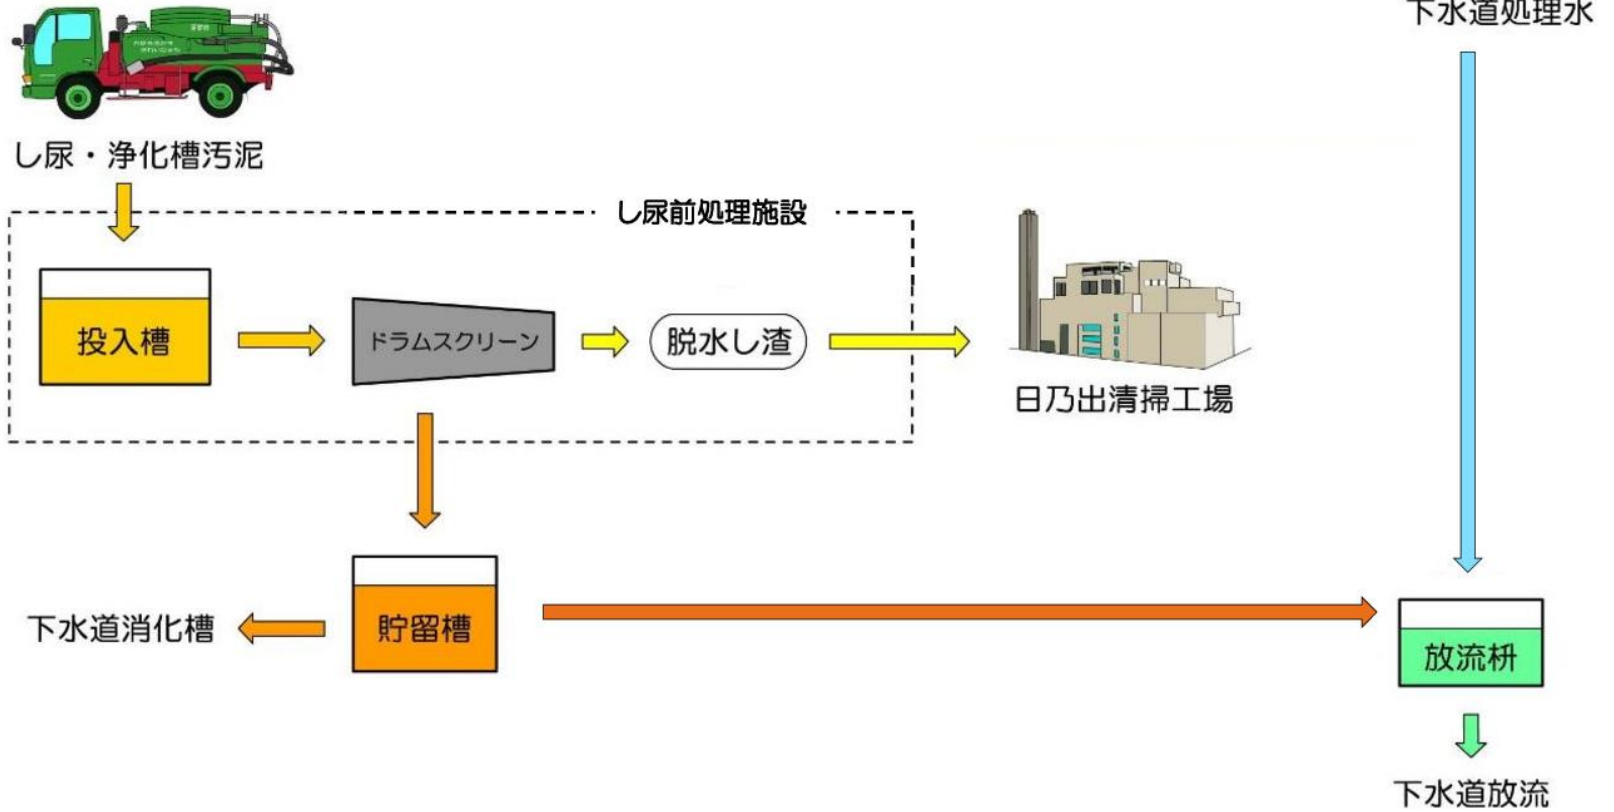 下水道処理水
し尿・浄化槽汚泥
し尿前処理施設
投入槽
ドラムスクリーン
脱水し渣
日乃出清掃工場
下水道消化槽
貯留槽
放流枡
下水道放流